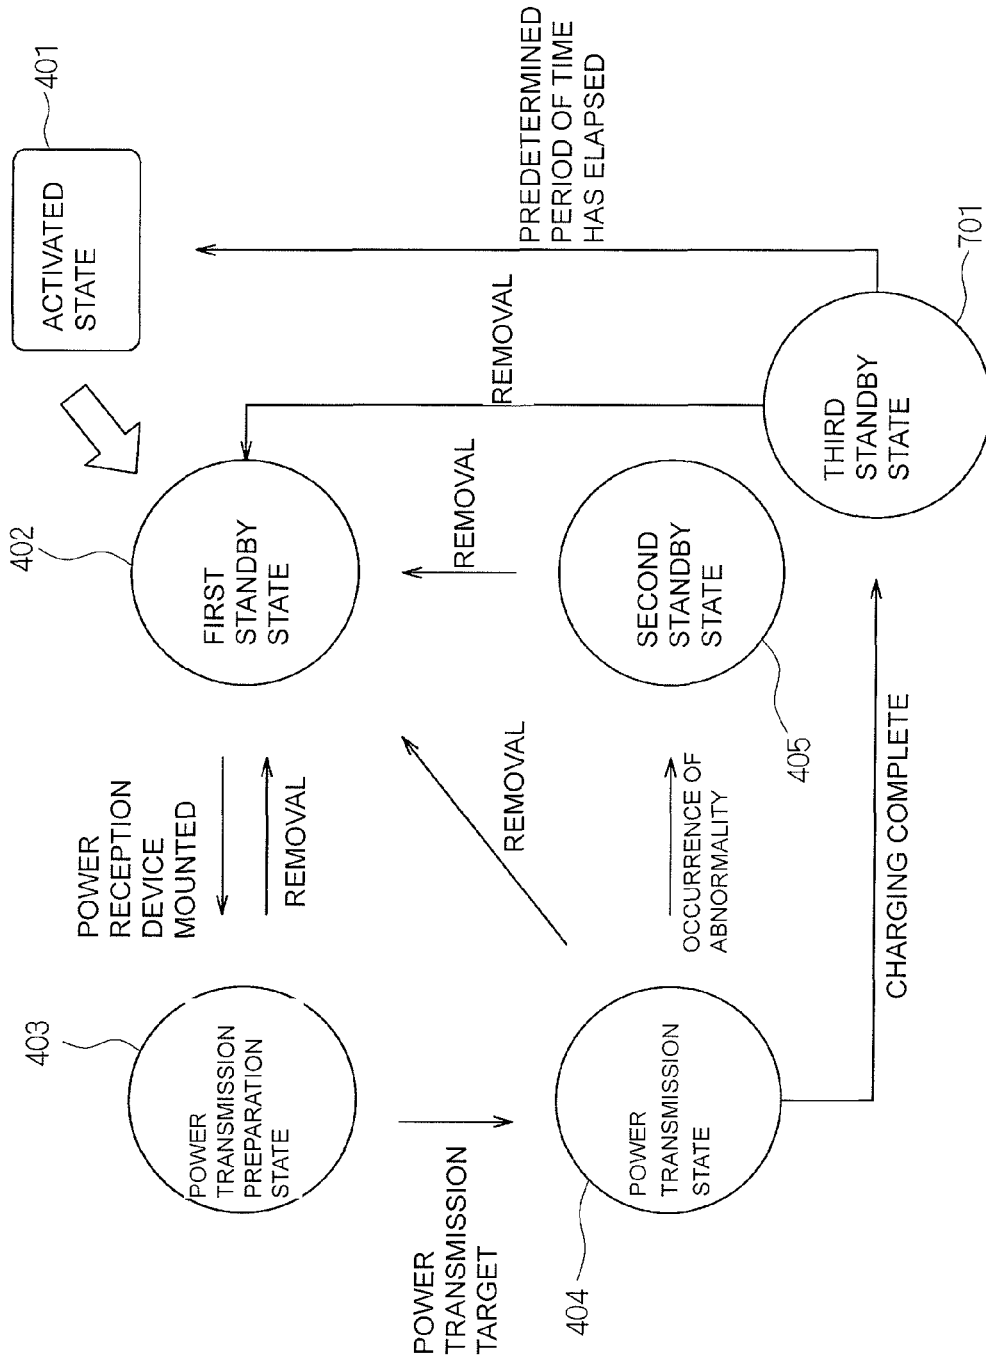 401
ACTIVATED
STATE
402
FIRST
STANDBY
STATE
POWER
RECEPTION
DEVICE
MOUNTED
REMOVAL
403
POWER
TRANSMISSION
PREPARATION
STATE
POWER
TRANSMISSION
TARGET
404
POWER
TRANSMISSION
STATE
REMOVAL
OCCURRENCE OF
ABNORMALITY
405
SECOND
STANDBY
STATE
REMOVAL
REMOVAL
PREDETERMINED
PERIOD OF TIME
HAS ELAPSED
701
THIRD
STANDBY
STATE
CHARGING COMPLETE